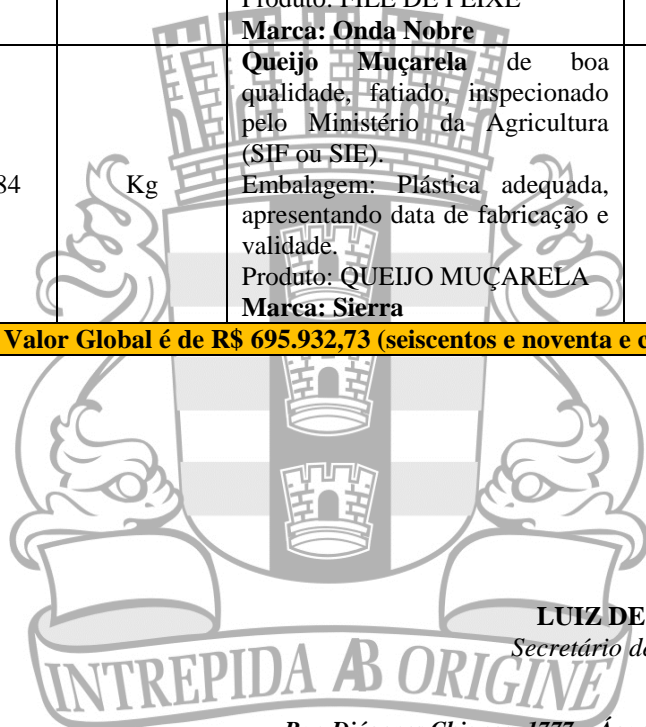 Produto: FILÉ DE PEIXE
Marca: Onda Nobre
Queijo Muçarela de boa
qualidade, fatiado, inspecionado
pelo Ministério da Agricultura
(SIF ou SIE).
84 Kg Embalagem: Plástica adequada,
apresentando data de fabricação e
validade.
Produto: QUEIJO MUÇARELA
Marca: Sierra
Valor Global é de R$ 695.932,73 (seiscentos e noventa e c
LUIZ DE
Secretário de
INTREPIDA AB ORIGINE